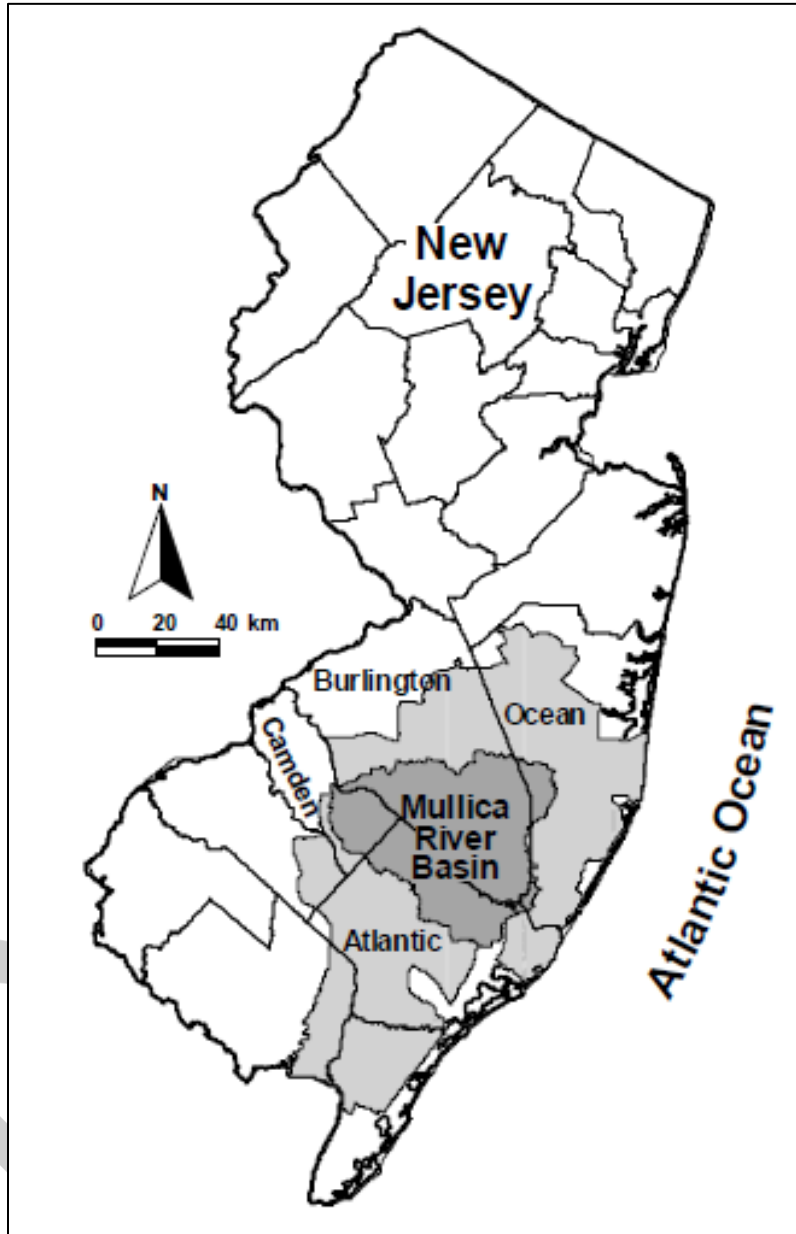 New
Jersey
N
0 20 40 km
Burlington
Ocean
Camden
Mullica
River
Basin
Atlantic
Atlantic Ocean